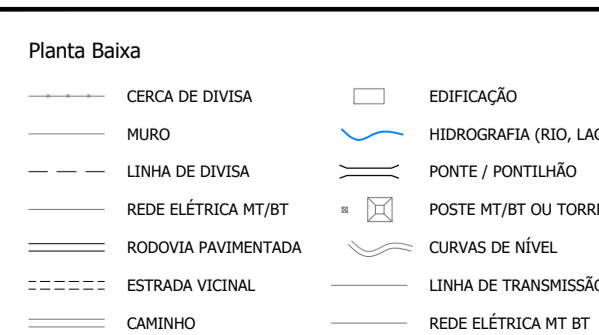 Planta Baixa
CERCA DE DIVISA
EDIFICAÇÃO
MURO
HIDROGRAFIA (RIO,
LINHA DE DIVISA
PONTE / PONTILHÃO
REDE ELÉTRICA MT/BT
POSTE MT/BT OU
RODOVIA PAVIMENTADA
CURVAS DE NÍVEL
ESTRADA VICINAL
LINHA DE TRANSMISSÃO
CAMINHO
REDE ELÉTRICA MT BT